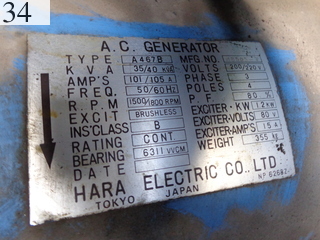 34
A.C. GENERATOR
TYPE A467B MFG.NO.
KVA 35/40 KVA VOLTS 200/220 V
AMP'S 101/105 A PHASE 3
FREQ. 50/60Hz POLES 4
R.P.M 1500/1800 RPM P.F 80 %
EXCIT BRUSHLESS EXCITER-KW 1.2 KW
INS'CLASS B EXCITER-VOLTS 80 V
RATING CONT EXCITER-AMP'S 15 A
BEARING 6311 VVCM WEIGHT 355 kg
DATE
HARA ELECTRIC CO., LTD.
TOKYO JAPAN